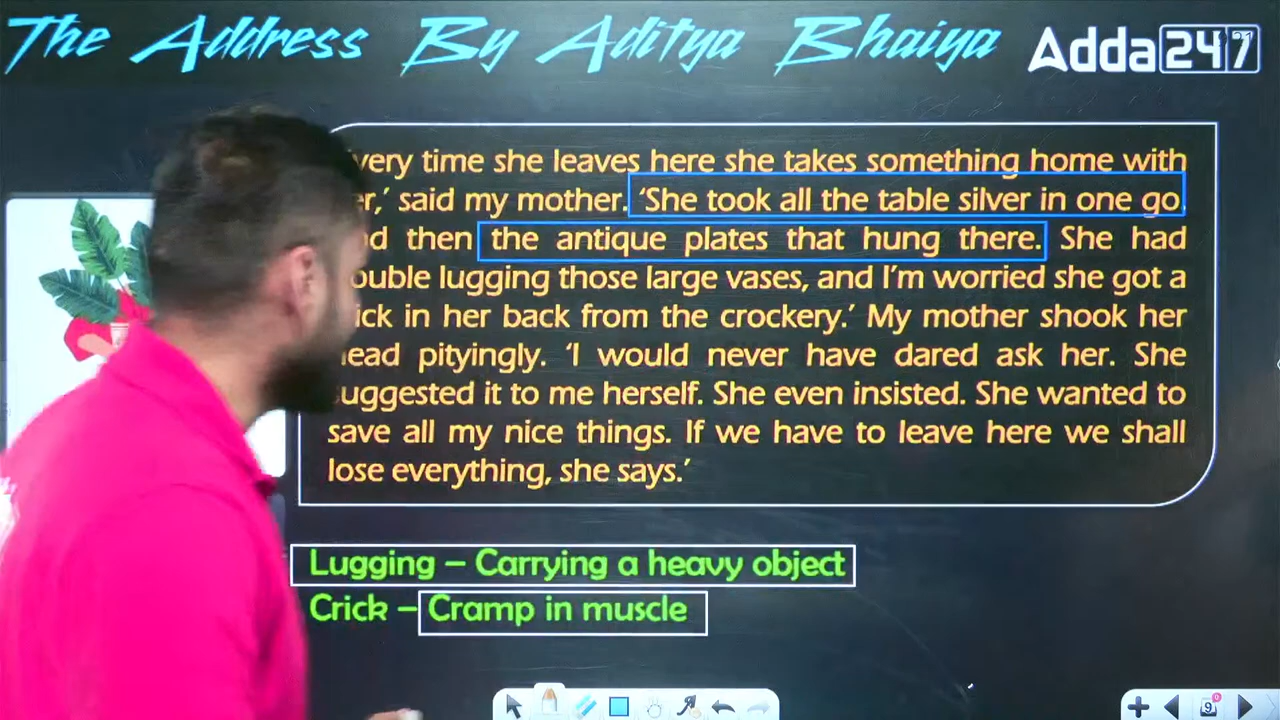 The Address By Aditya Bhaiya
Adda247
very time she leaves here she takes something home with
er,’ said my mother. ‘She took all the table silver in one go.
d then the antique plates that hung there. She had
ouble lugging those large vases, and I’m worried she got a
ick in her back from the crockery.’ My mother shook her
head pityingly. ‘I would never have dared ask her. She
suggested it to me herself. She even insisted. She wanted to
save all my nice things. If we have to leave here we shall
lose everything, she says.’
Lugging – Carrying a heavy object
Crick – Cramp in muscle
9